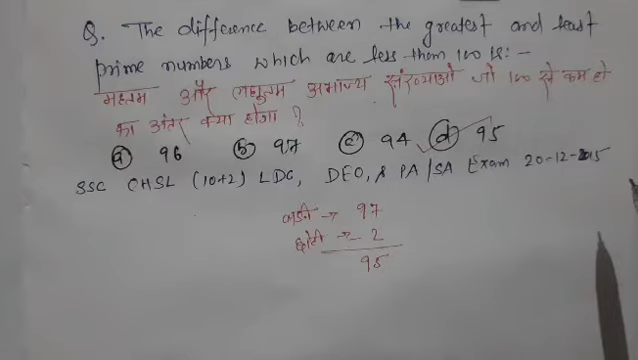 Q. The difference between the greatest and least
prime numbers which are less them 100 is:-
महत्तम और लघुत्तम अभाज्य संख्याओ जो 100 से कम हो
का अंतर क्या होगा ?
(a) 96 (b) 97 (c) 94 (d) 95
SSC CHSL (10+2) LDC, DEO, & PA/SA Exam 20-12-2015
→ 97
छोटी → - 2
95